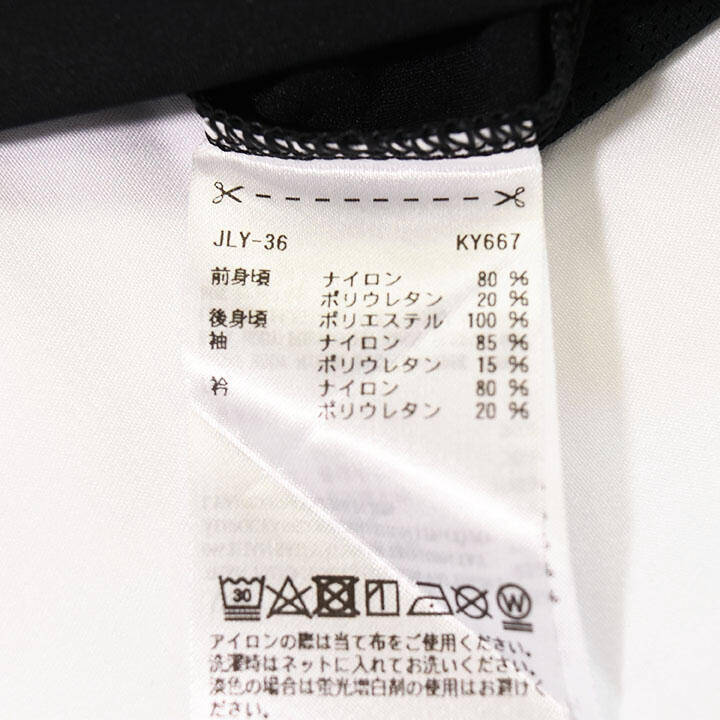 JLY-36 KY667
前身頃 ナイロン 80 %
ポリウレタン 20 %
後身頃 ポリエステル 100 %
袖 ナイロン 85 %
ポリウレタン 15 %
衿 ナイロン 80 %
ポリウレタン 20 %
30 W
アイロンの際は当て布をご使用ください。
洗濯時はネットに入れてお洗いください。
淡色の場合は蛍光増白剤の使用はお避けく
ださい。